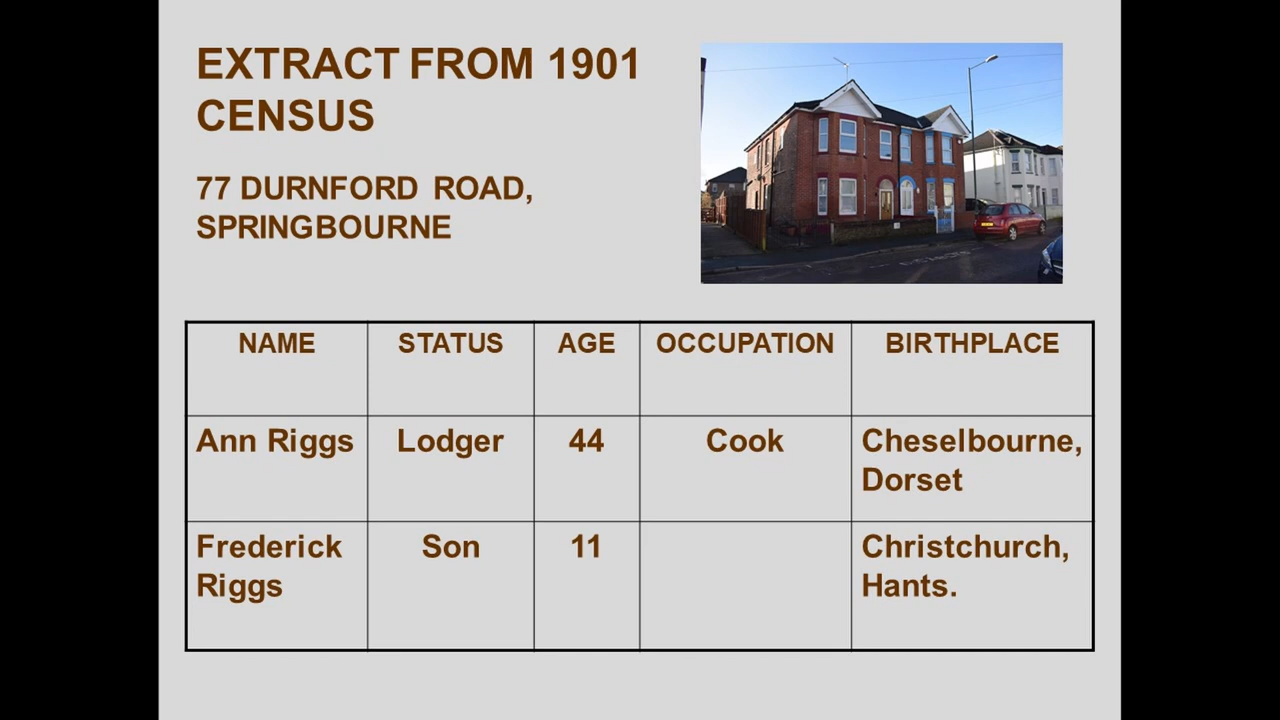 EXTRACT FROM 1901
CENSUS
77 DURNFORD ROAD,
SPRINGBOURNE
NAME STATUS AGE OCCUPATION BIRTHPLACE
Ann Riggs Lodger 44 Cook Cheselbourne,
Dorset
Frederick Son 11 Christchurch,
Riggs Hants.